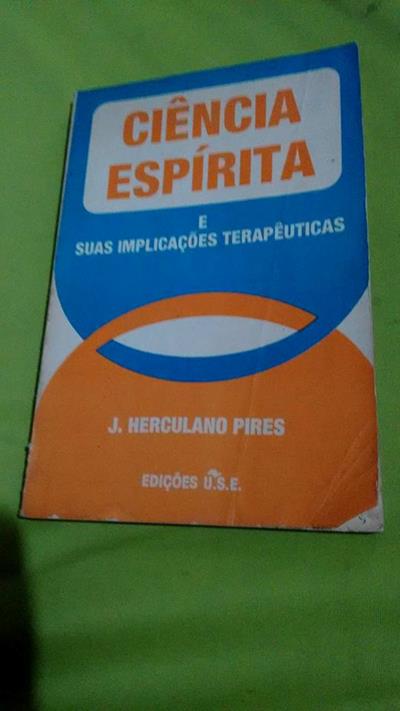 CIÊNCIA
ESPÍRITA
E
SUAS IMPLICAÇÕES TERAPÊUTICAS
J. HERCULANO PIRES
EDIÇÕES U.S.E.